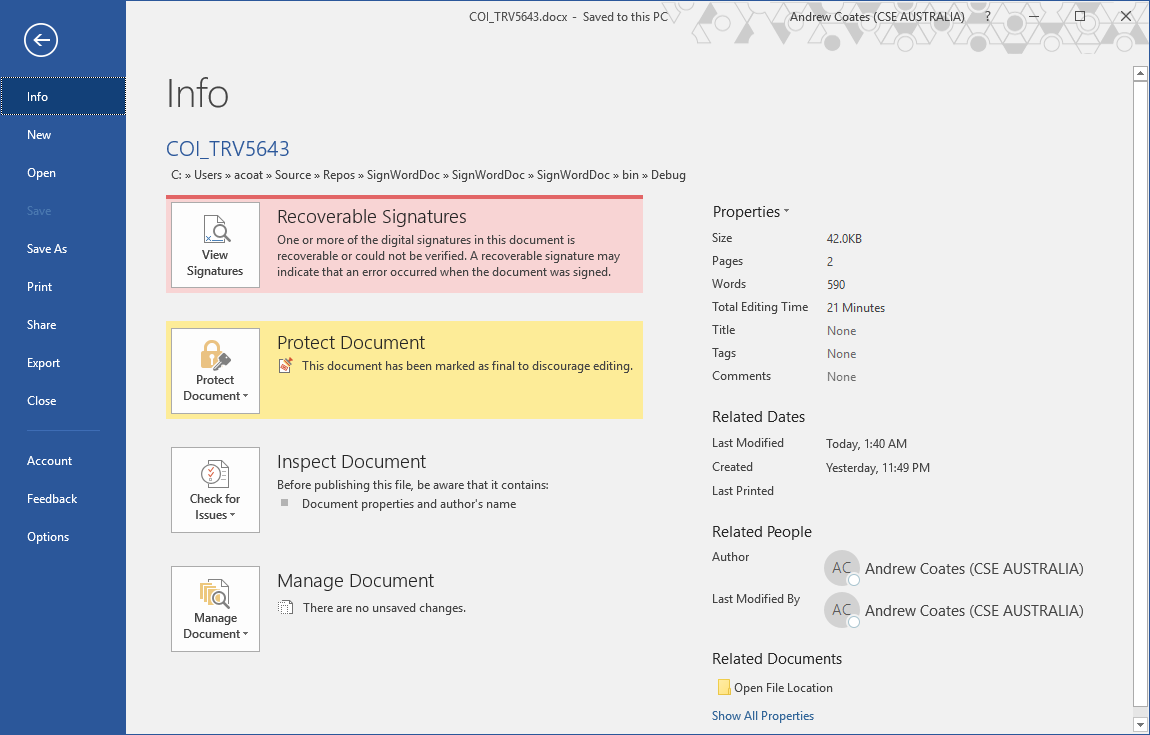 COI_TRV5643.docx - Saved to this PC
Andrew Coates (CSE AUSTRALIA)
?
Info
New
Open
Save
Save As
Print
Share
Export
Close
Account
Feedback
Options
Info
COI_TRV5643
C: » Users » acoat » Source » Repos » SignWordDoc » SignWordDoc » SignWordDoc » bin » Debug
View
Signatures
Recoverable Signatures
One or more of the digital signatures in this document is
recoverable or could not be verified. A recoverable signature may
indicate that an error occurred when the document was signed.
Protect
Document
Protect Document
This document has been marked as final to discourage editing.
Check for
Issues
Inspect Document
Before publishing this file, be aware that it contains:
Document properties and author's name
Manage
Document
Manage Document
There are no unsaved changes.
Properties
Size 42.0KB
Pages 2
Words 590
Total Editing Time 21 Minutes
Title None
Tags None
Comments None
Related Dates
Last Modified Today, 1:40 AM
Created Yesterday, 11:49 PM
Last Printed
Related People
Author AC Andrew Coates (CSE AUSTRALIA)
Last Modified By AC Andrew Coates (CSE AUSTRALIA)
Related Documents
Open File Location
Show All Properties